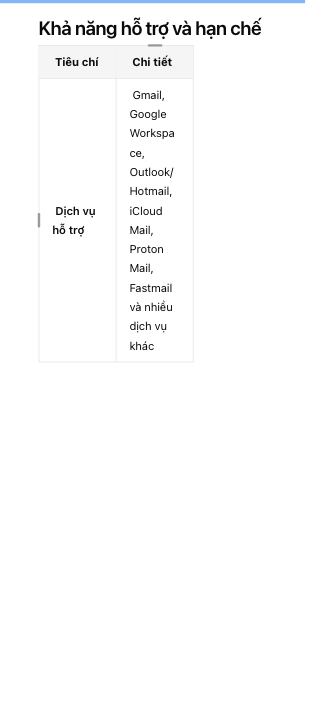 Khả năng hỗ trợ và hạn chế
Tiêu chí
Chi tiết
Dịch vụ
hỗ trợ
Gmail,
Google
Workspa
ce,
Outlook/
Hotmail,
iCloud
Mail,
Proton
Mail,
Fastmail
và nhiều
dịch vụ
khác